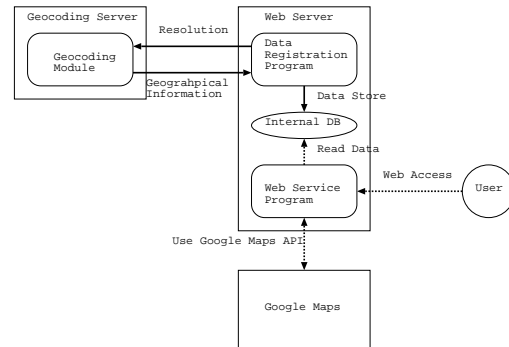 Geocoding Server
Web Server
Resolution
Geocoding
Module
Data
Registration
Program
Geograhpical
Information
Data Store
Internal DB
Read Data
Web Access
User
Web Service
Program
Use Google Maps API
Google Maps